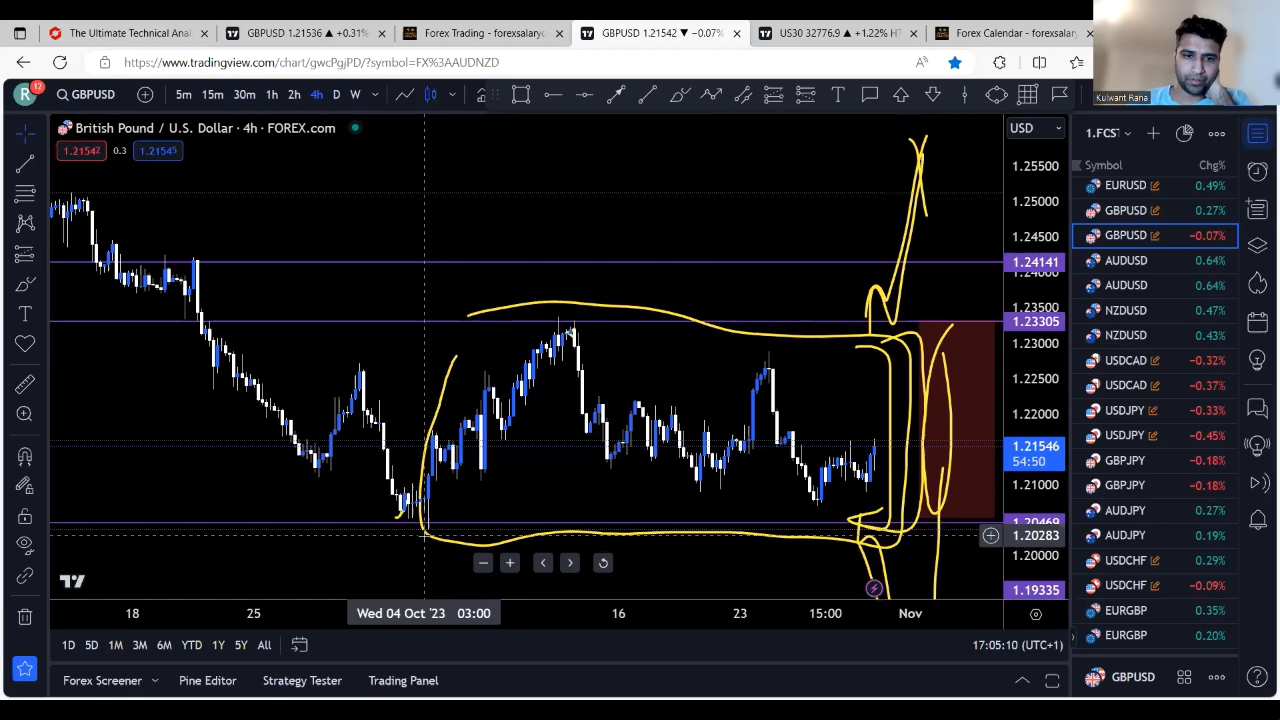 The Ultimate Technical Anal
GBPUSD 1.21536 ▲ +0.31%
Forex Trading - forexsalaryc
GBPUSD 1.21542 ▼ −0.07%
US30 32776.9 ▲ +1.22% HT
Forex Calendar - forexsalary
https://www.tradingview.com/chart/gwcPgjPD/?symbol=FX%3AAUDNZD
Kulwant Rana
R 12 GBPUSD 5m 15m 30m 1h 2h 4h D W
1.FCST
British Pound / U.S. Dollar · 4h · FOREX.com
USD
1.21542 0.3 1.21545
Symbol Chg%
1.25500
1.25000
1.24500
1.24141
1.24000
1.23500
1.23305
1.23000
1.22500
1.22000
1.21546
54:50
1.21000
1.20469
1.20283
1.20000
1.19335
EURUSD 0.49%
GBPUSD 0.27%
GBPUSD −0.07%
AUDUSD 0.64%
AUDUSD 0.64%
NZDUSD 0.47%
NZDUSD 0.43%
USDCAD −0.32%
USDCAD −0.37%
USDJPY −0.33%
USDJPY −0.45%
GBPJPY −0.18%
GBPJPY −0.18%
AUDJPY 0.27%
AUDJPY 0.19%
USDCHF 0.29%
USDCHF −0.09%
EURGBP 0.35%
EURGBP 0.20%
18 25 Wed 04 Oct '23 03:00 16 23 15:00 Nov
1D 5D 1M 3M 6M YTD 1Y 5Y All
17:05:10 (UTC+1)
Forex Screener Pine Editor Strategy Tester Trading Panel
GBPUSD